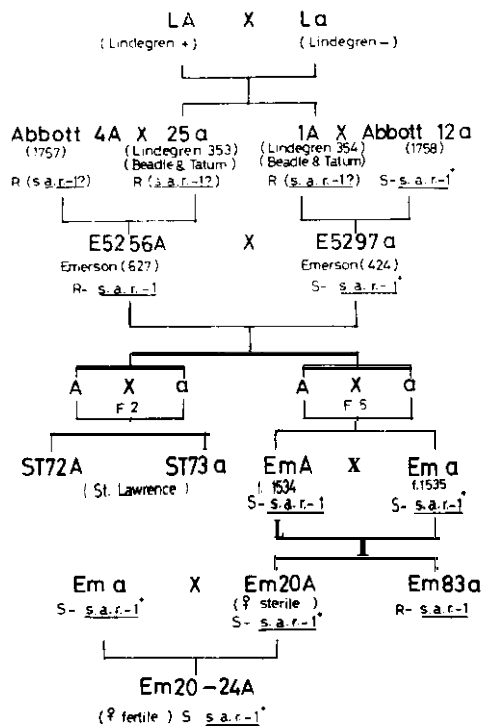 LA X La
(Lindegren +) (Lindegren –)
Abbott 4A X 25a 1A X Abbott 12a
(1757) (Lindegren 353) (Lindegren 354) (1758)
(Beadle & Tatum) (Beadle & Tatum)
R (s.a.r.-1?) R (s.a.r.-1?) R (s.a.r.-1?) S- s.a.r.-1+
E5256A X E5297a
Emerson (627) Emerson (424)
R- s.a.r.-1 S- s.a.r.-1+
A X a A X a
F2 F5
ST72A ST73a EmA X Em a
(St. Lawrence) f. 1534 f.1535
S- s.a.r.-1 S- s.a.r.-1+
Em a X Em20A Em83a
S- s.a.r.-1+ (♀ sterile) R- s.a.r.-1
S- s.a.r.-1+
Em20-24A
(♀ fertile) S s.a.r.-1+